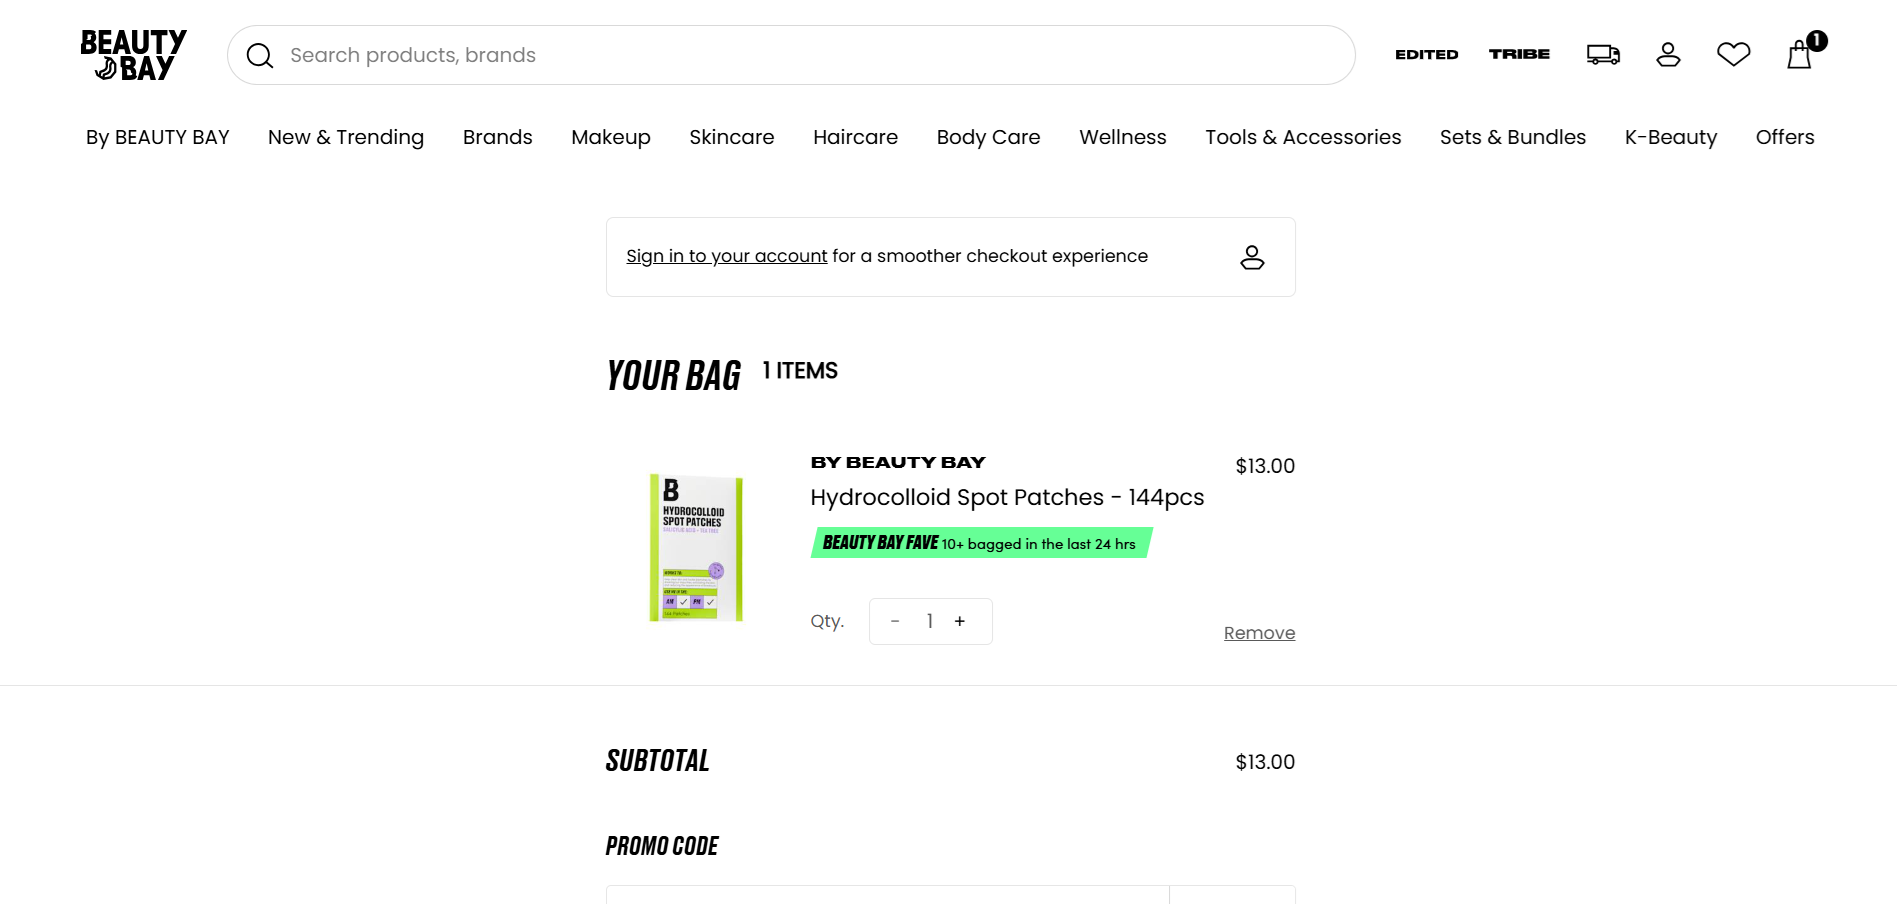 BEAUTY BAY
Search products, brands
EDITED
TRIBE
1
By BEAUTY BAY
New & Trending
Brands
Makeup
Skincare
Haircare
Body Care
Wellness
Tools & Accessories
Sets & Bundles
K-Beauty
Offers
Sign in to your account for a smoother checkout experience
YOUR BAG
1 ITEMS
B
HYDROCOLLOID
SPOT PATCHES
BY BEAUTY BAY
$13.00
Hydrocolloid Spot Patches - 144pcs
BEAUTY BAY FAVE 10+ bagged in the last 24 hrs
AM
PM
Qty.
- 1 +
Remove
SUBTOTAL
$13.00
PROMO CODE